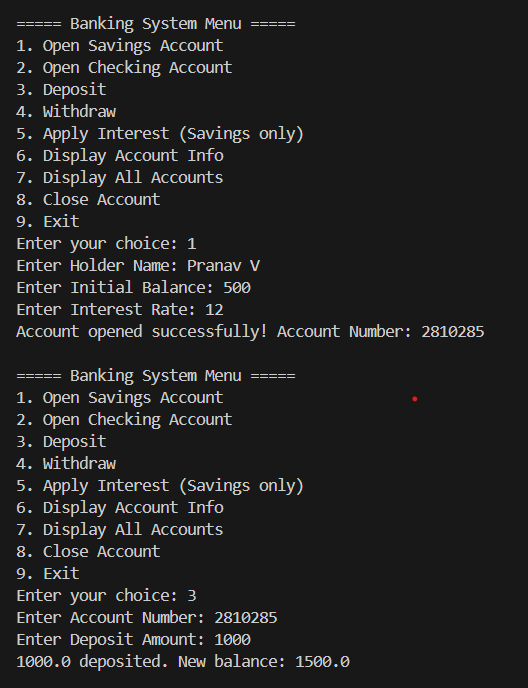 ===== Banking System Menu =====
1. Open Savings Account
2. Open Checking Account
3. Deposit
4. Withdraw
5. Apply Interest (Savings only)
6. Display Account Info
7. Display All Accounts
8. Close Account
9. Exit
Enter your choice: 1
Enter Holder Name: Pranav V
Enter Initial Balance: 500
Enter Interest Rate: 12
Account opened successfully! Account Number: 2810285
===== Banking System Menu =====
1. Open Savings Account
2. Open Checking Account
3. Deposit
4. Withdraw
5. Apply Interest (Savings only)
6. Display Account Info
7. Display All Accounts
8. Close Account
9. Exit
Enter your choice: 3
Enter Account Number: 2810285
Enter Deposit Amount: 1000
1000.0 deposited. New balance: 1500.0